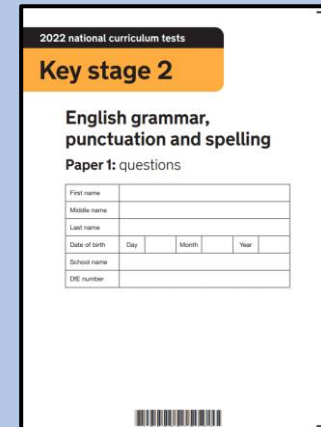 2022 national curriculum tests
Key stage 2
English grammar,
punctuation and spelling
Paper 1: questions
First name
Middle name
Last name
Date of birth Day Month Year
School name
DfE number